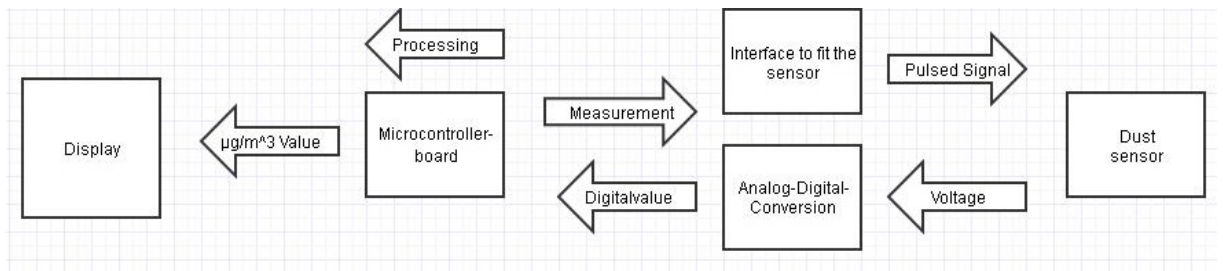 Processing
Interface to fit the
sensor
Pulsed Signal
Measurement
Display
µg/m^3 Value
Microcontroller-
board
Dust
sensor
Digitalvalue
Analog-Digital-
Conversion
Voltage